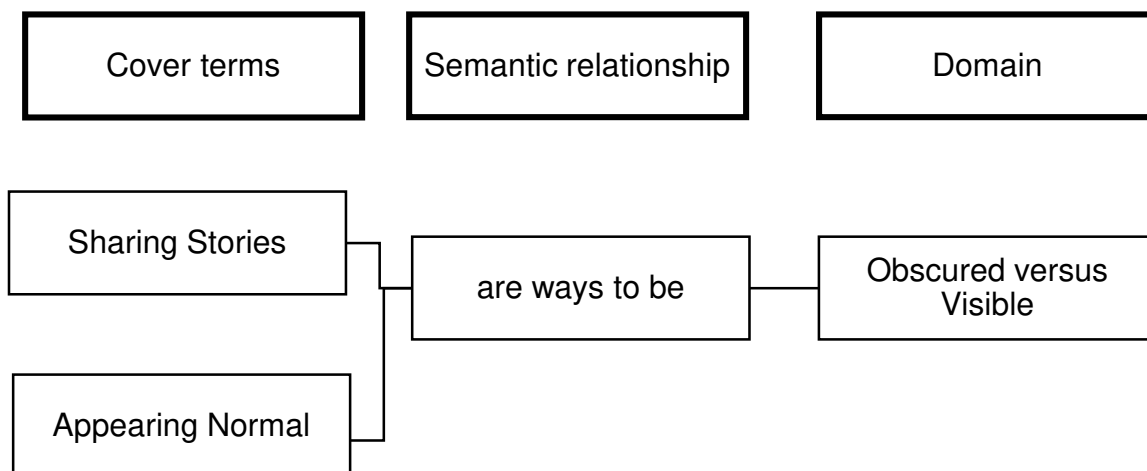 Cover terms
Semantic relationship
Domain
Sharing Stories
are ways to be
Obscured versus
Visible
Appearing Normal